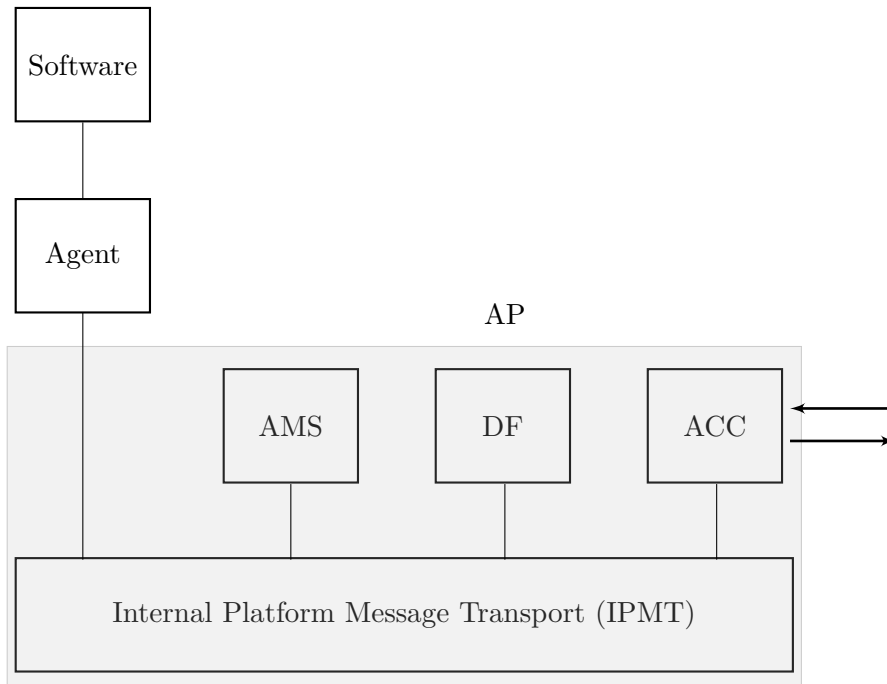 Software
Agent
AP
AMS
DF
ACC
Internal Platform Message Transport (IPMT)